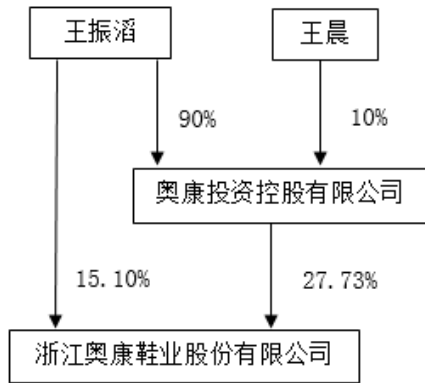 王振滔
王晨
90%
10%
奥康投资控股有限公司
15.10%
27.73%
浙江奥康鞋业股份有限公司